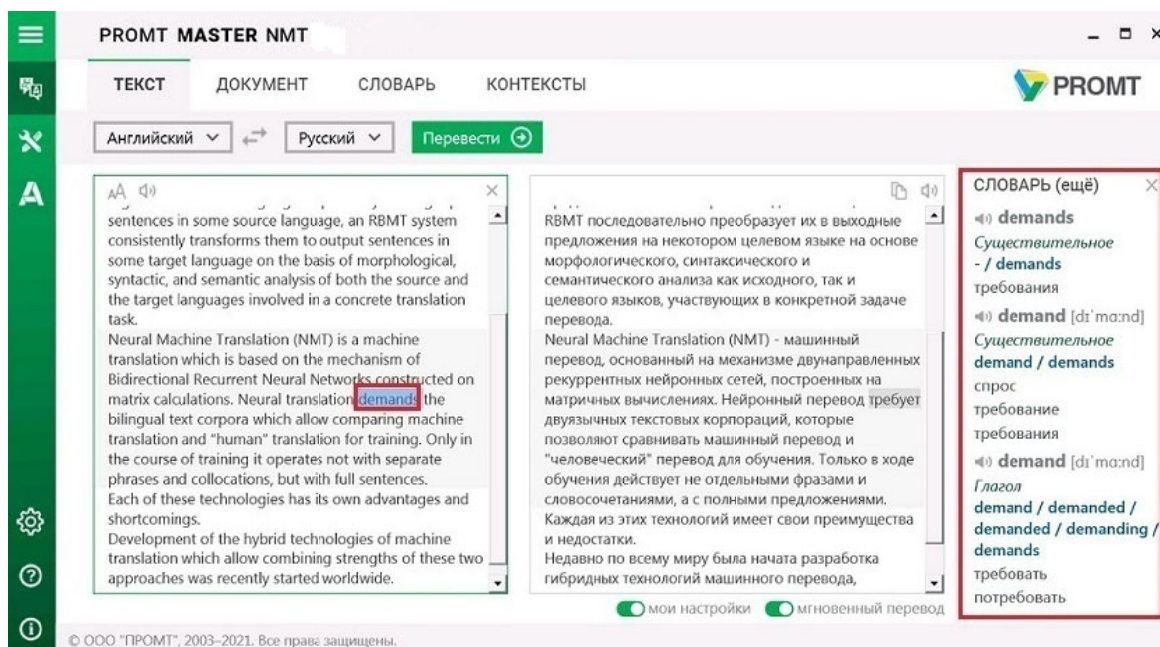 PROMT MASTER NMT
ТЕКСТ ДОКУМЕНТ СЛОВАРЬ КОНТЕКСТЫ
PROMT
Английский Русский Перевести
sentences in some source language, an RBMT system
consistently transforms them to output sentences in
some target language on the basis of morphological,
syntactic, and semantic analysis of both the source and
the target languages involved in a concrete translation
task.
Neural Machine Translation (NMT) is a machine
translation which is based on the mechanism of
Bidirectional Recurrent Neural Networks constructed on
matrix calculations. Neural translation demands the
bilingual text corpora which allow comparing machine
translation and "human" translation for training. Only in
the course of training it operates not with separate
phrases and collocations, but with full sentences.
Each of these technologies has its own advantages and
shortcomings.
Development of the hybrid technologies of machine
translation which allow combining strengths of these two
approaches was recently started worldwide.
RBMT последовательно преобразует их в выходные
предложения на некотором целевом языке на основе
морфологического, синтаксического и
семантического анализа как исходного, так и
целевого языков, участвующих в конкретной задаче
перевода.
Neural Machine Translation (NMT) - машинный
перевод, основанный на механизме двунаправленных
рекуррентных нейронных сетей, построенных на
матричных вычислениях. Нейронный перевод требует
двуязычных текстовых корпораций, которые
позволяют сравнивать машинный перевод и
"человеческий" перевод для обучения. Только в ходе
обучения действует не отдельными фразами и
словосочетаниями, а с полными предложениями.
Каждая из этих технологий имеет свои преимущества
и недостатки.
Недавно по всему миру была начата разработка
гибридных технологий машинного перевода,
СЛОВАРЬ (ещё)
demands
Существительное
- / demands
требования
demand [dɪˈmɑːnd]
Существительное
demand / demands
спрос
требование
требования
demand [dɪˈmɑːnd]
Глагол
demand / demanded /
demanded / demanding /
demands
требовать
потребовать
мои настройки мгновенный перевод
© ООО "ПРОМТ", 2003–2021. Все права защищены.